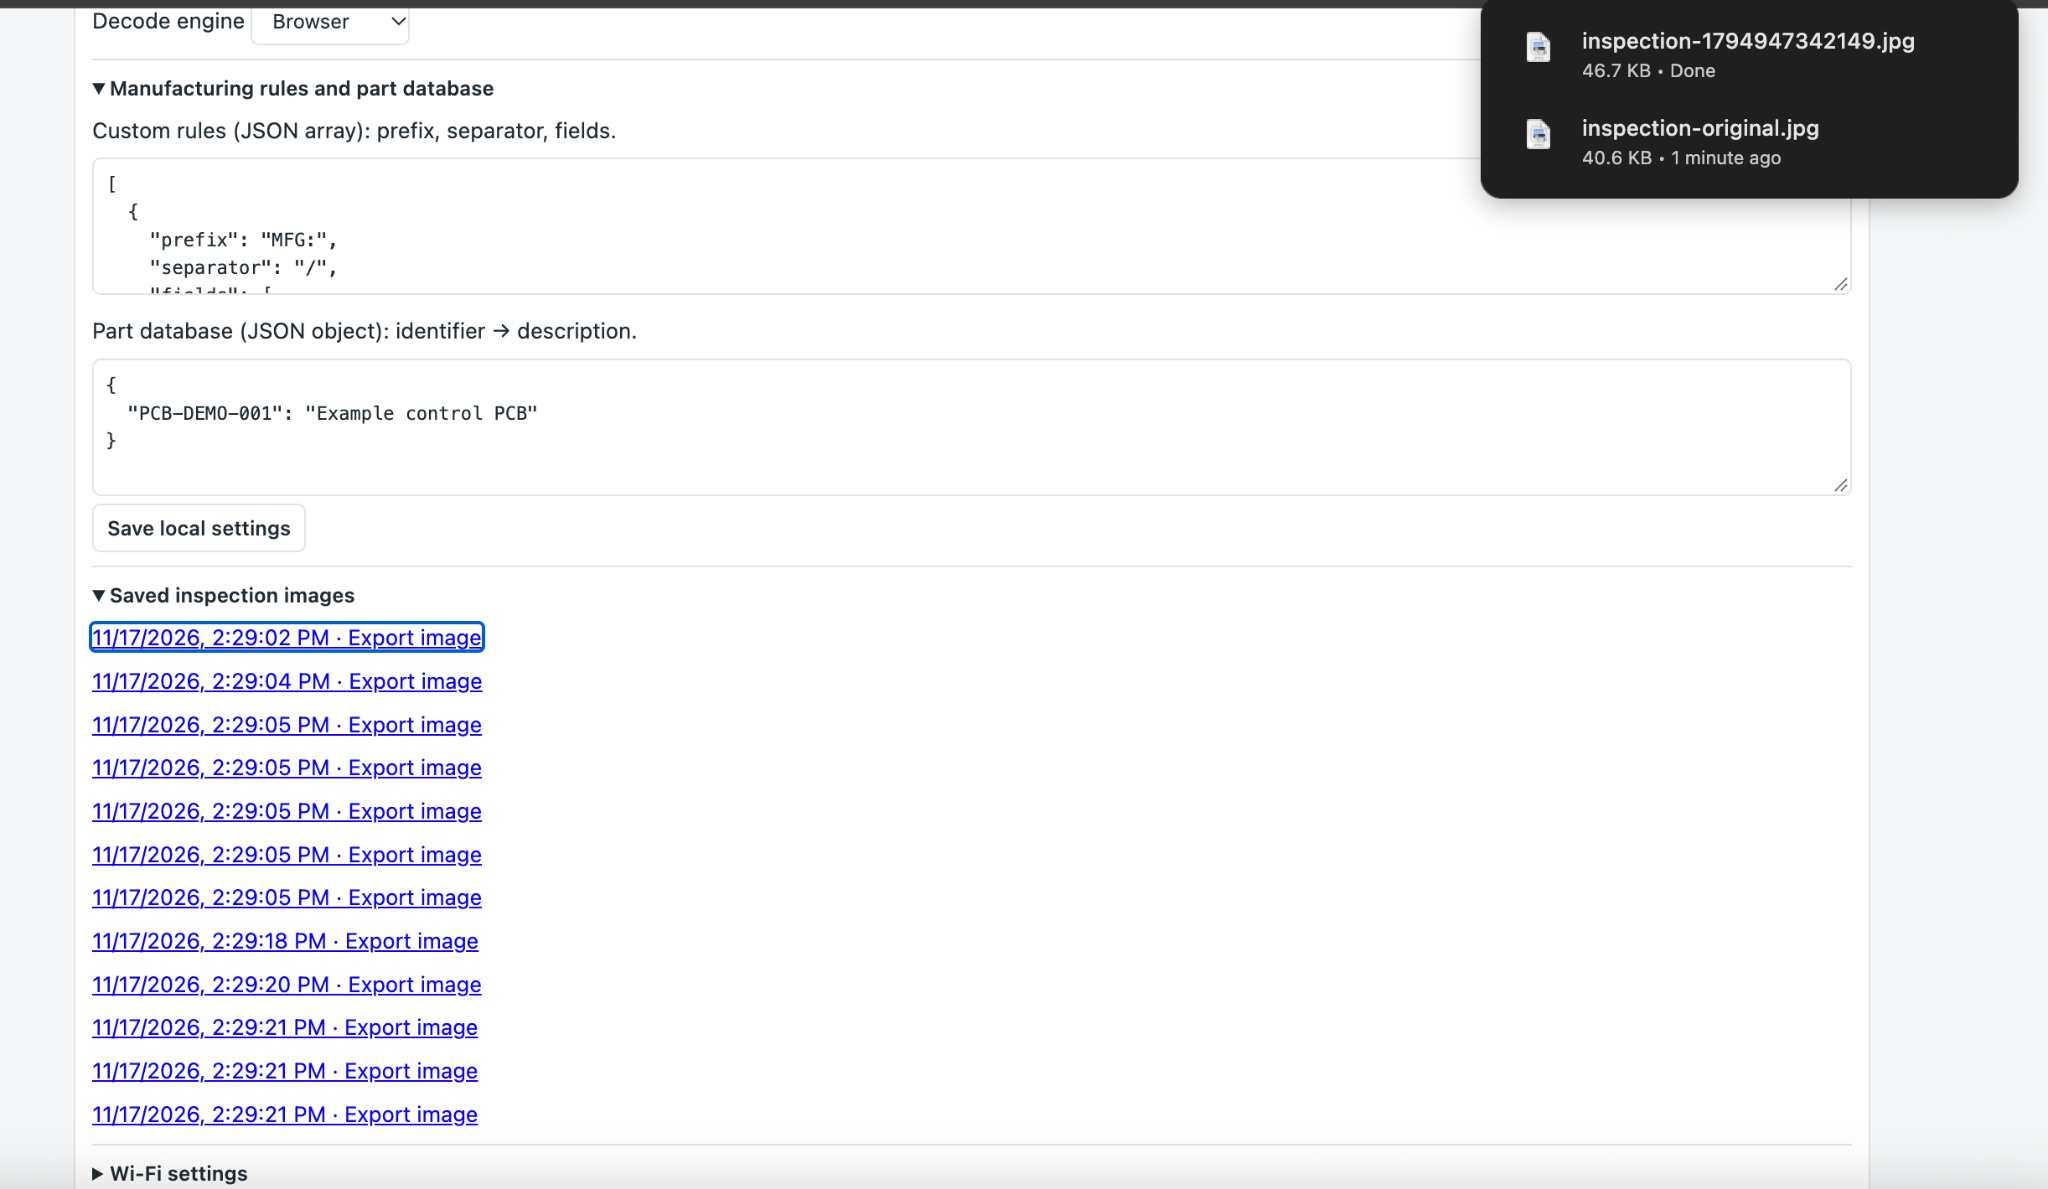 Decode engine Browser
inspection-1794947342149.jpg
46.7 KB • Done
inspection-original.jpg
40.6 KB • 1 minute ago
▼ Manufacturing rules and part database
Custom rules (JSON array): prefix, separator, fields.
[
{
"prefix": "MFG:",
"separator": "/",
"fields": [
Part database (JSON object): identifier → description.
{
"PCB-DEMO-001": "Example control PCB"
}
Save local settings
▼ Saved inspection images
11/17/2026, 2:29:02 PM · Export image
11/17/2026, 2:29:04 PM · Export image
11/17/2026, 2:29:05 PM · Export image
11/17/2026, 2:29:05 PM · Export image
11/17/2026, 2:29:05 PM · Export image
11/17/2026, 2:29:05 PM · Export image
11/17/2026, 2:29:05 PM · Export image
11/17/2026, 2:29:18 PM · Export image
11/17/2026, 2:29:20 PM · Export image
11/17/2026, 2:29:21 PM · Export image
11/17/2026, 2:29:21 PM · Export image
11/17/2026, 2:29:21 PM · Export image
▶ Wi-Fi settings